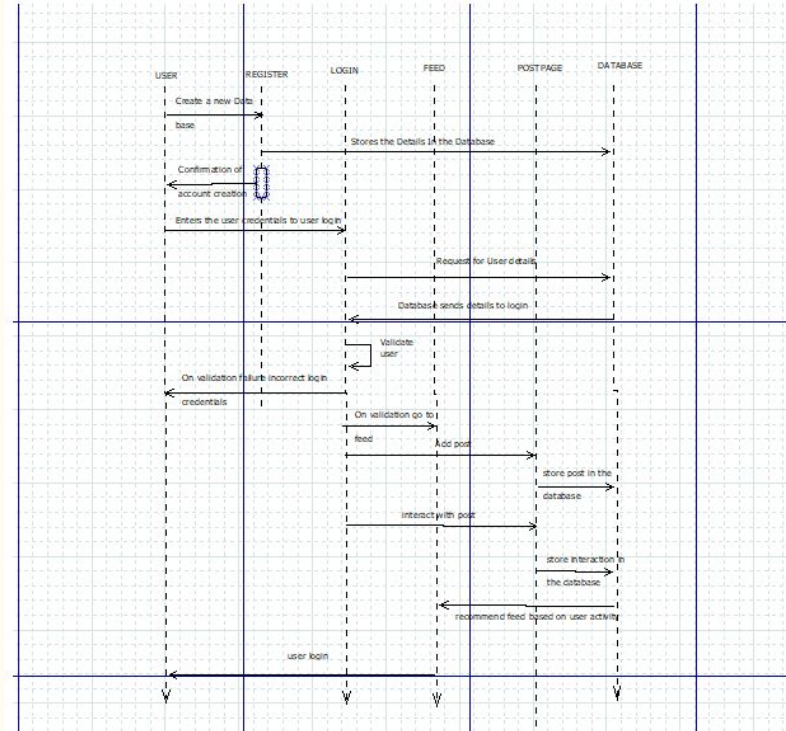 USER
REGISTER
LOGIN
FEED
POSTPAGE
DATABASE
Create a new Data
base
Stores the Details In the Database
Confirmation of
account creation
Enters the user credentials to user login
Request for User details
Database sends details to login
Validate
user
On validation failure incorrect login
credentials
On validation go to
feed
Add post
store post in the
database
interact with post
store interaction in
the database
recommend feed based on user activity
user login